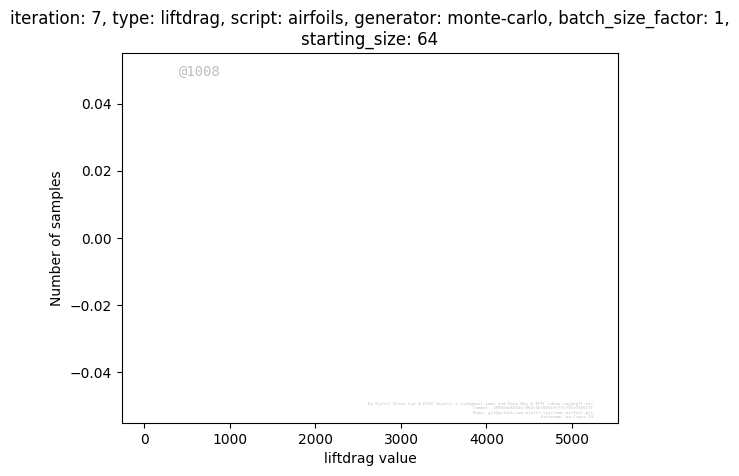 iteration: 7, type: liftdrag, script: airfoils, generator: monte-carlo, batch_size_factor: 1,
starting_size: 64
@1008
0.04
0.02
0.00
−0.02
−0.04
Number of samples
0 1000 2000 3000 4000 5000
liftdrag value